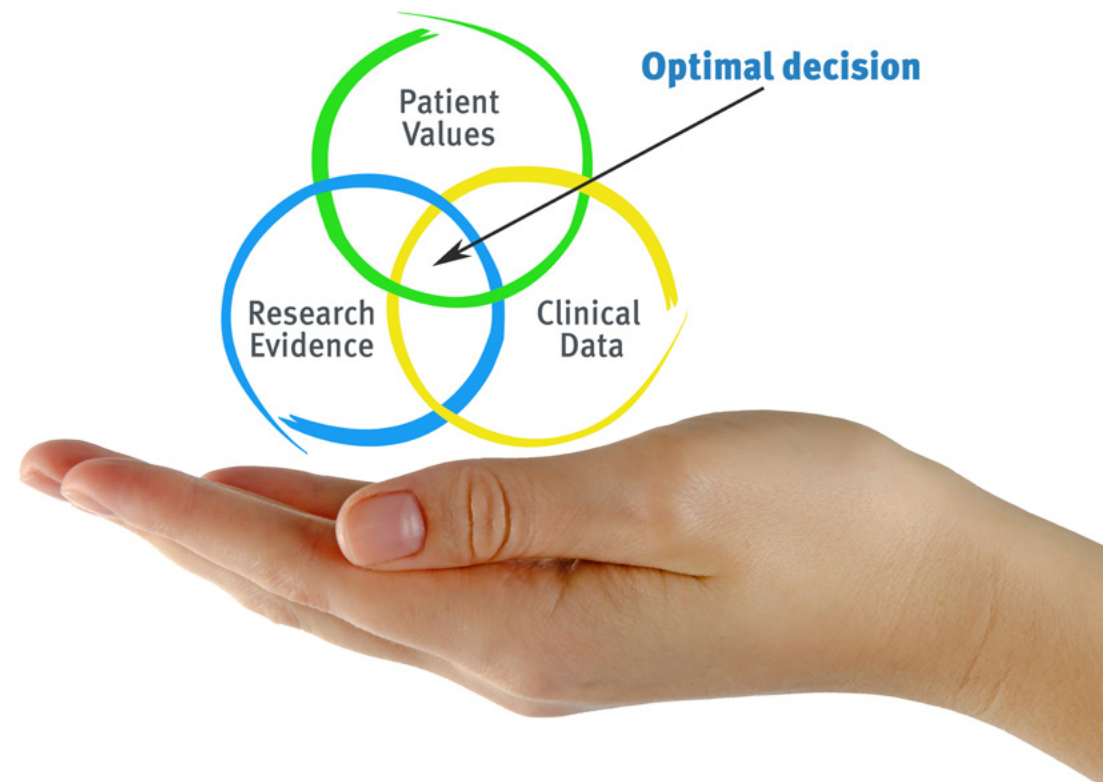 Optimal decision
Patient
Values
Research
Evidence
Clinical
Data